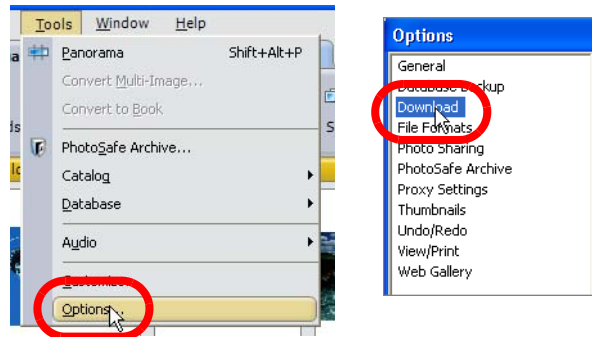 Tools Window Help
Panorama Shift+Alt+P
Convert Multi-Image...
Convert to Book
PhotoSafe Archive...
Catalog
Database
Audio
Customize...
Options...
Options
General
Database Backup
Download
File Formats
Photo Sharing
PhotoSafe Archive
Proxy Settings
Thumbnails
Undo/Redo
View/Print
Web Gallery